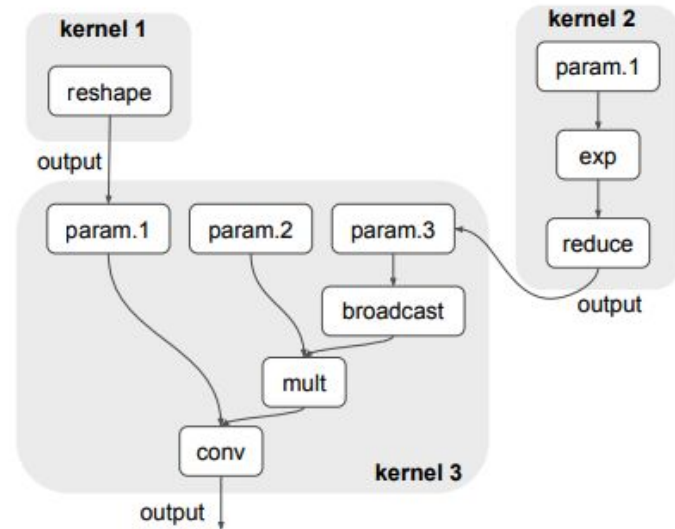 kernel 1
reshape
output
kernel 2
param.1
exp
reduce
output
param.1
param.2
param.3
broadcast
mult
conv
kernel 3
output